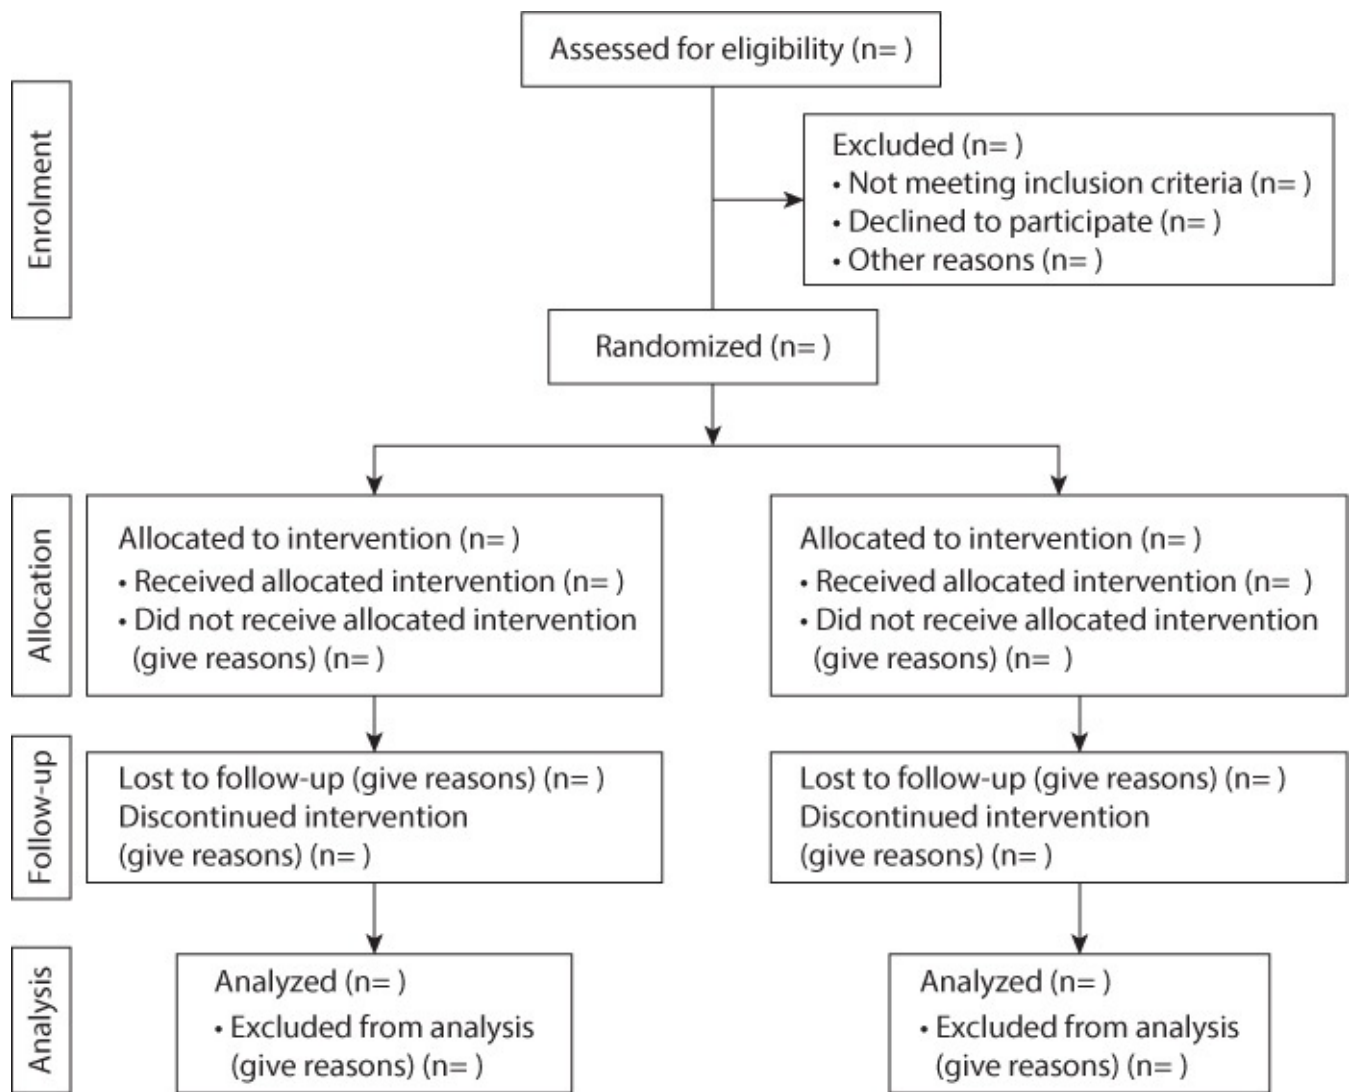 Assessed for eligibility (n= )
Enrolment
Excluded (n= )
• Not meeting inclusion criteria (n= )
• Declined to participate (n= )
• Other reasons (n= )
Randomized (n= )
Allocation
Allocated to intervention (n= )
• Received allocated intervention (n= )
• Did not receive allocated intervention
(give reasons) (n= )
Allocated to intervention (n= )
• Received allocated intervention (n=  )
• Did not receive allocated intervention
(give reasons) (n=  )
Follow-up
Lost to follow-up (give reasons) (n= )
Discontinued intervention
(give reasons) (n= )
Lost to follow-up (give reasons) (n= )
Discontinued intervention
(give reasons) (n= )
Analysis
Analyzed (n= )
• Excluded from analysis
(give reasons) (n= )
Analyzed (n= )
• Excluded from analysis
(give reasons) (n= )